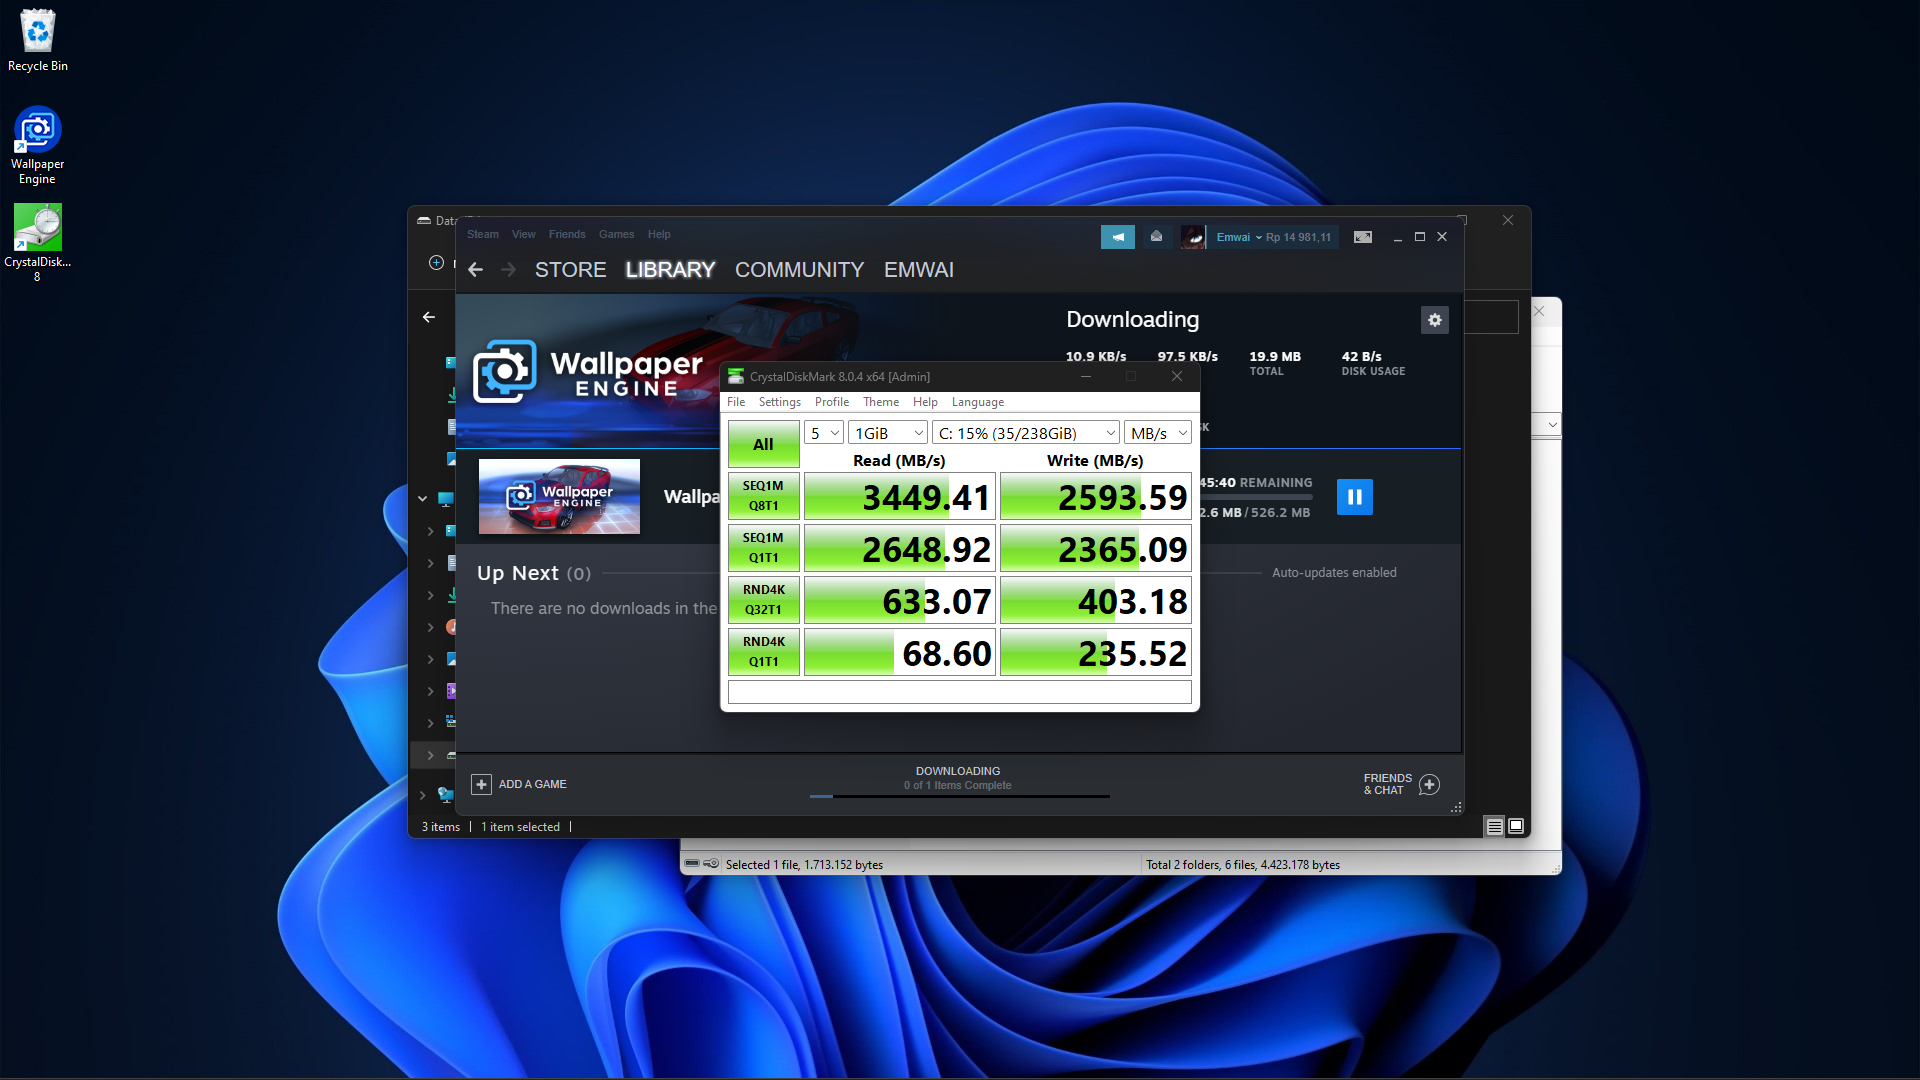 Recycle Bin
Wallpaper
Engine
CrystalDisk...
8
Data
Steam View Friends Games Help
Emwai Rp 14 981,11
STORE LIBRARY COMMUNITY EMWAI
Wallpaper
ENGINE
Downloading
10.9 KB/s 97.5 KB/s 19.9 MB 42 B/s
TOTAL DISK USAGE
CrystalDiskMark 8.0.4 x64 [Admin]
File Settings Profile Theme Help Language
All 5 1GiB C: 15% (35/238GiB) MB/s
Read (MB/s) Write (MB/s)
SEQ1M
Q8T1
3449.41 2593.59
SEQ1M
Q1T1
2648.92 2365.09
RND4K
Q32T1
633.07 403.18
RND4K
Q1T1
68.60 235.52
Wallpaper
ENGINE
Wallpa
45:40 REMAINING
2.6 MB / 526.2 MB
Up Next (0)
Auto-updates enabled
There are no downloads in the
ADD A GAME
DOWNLOADING
0 of 1 Items Complete
FRIENDS
& CHAT
3 items 1 item selected
Selected 1 file, 1.713.152 bytes Total 2 folders, 6 files, 4.423.178 bytes